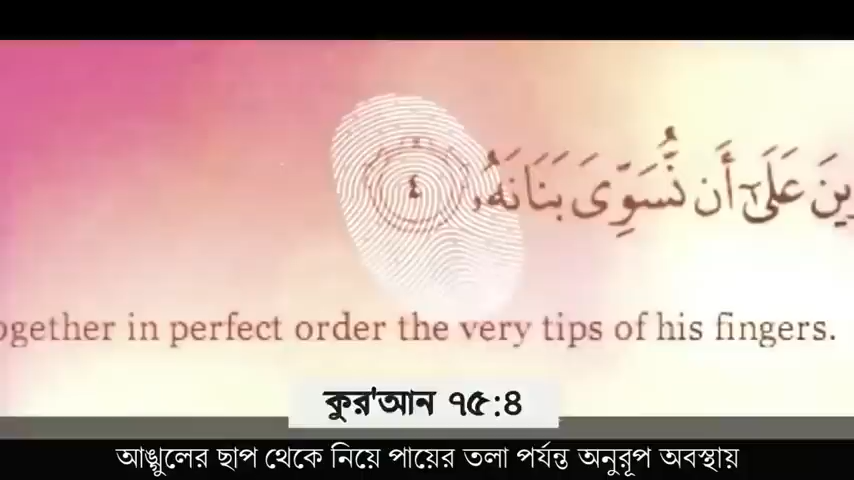 عَلَىٰٓ أَن نُّسَوِّىَ بَنَانَهُۥ ٤
in perfect order the very tips of his fingers.
কুর'আন ৭৫:৪
আঙ্গুলের ছাপ থেকে নিয়ে পায়ের তলা পর্যন্ত অনুরূপ অবস্থায়